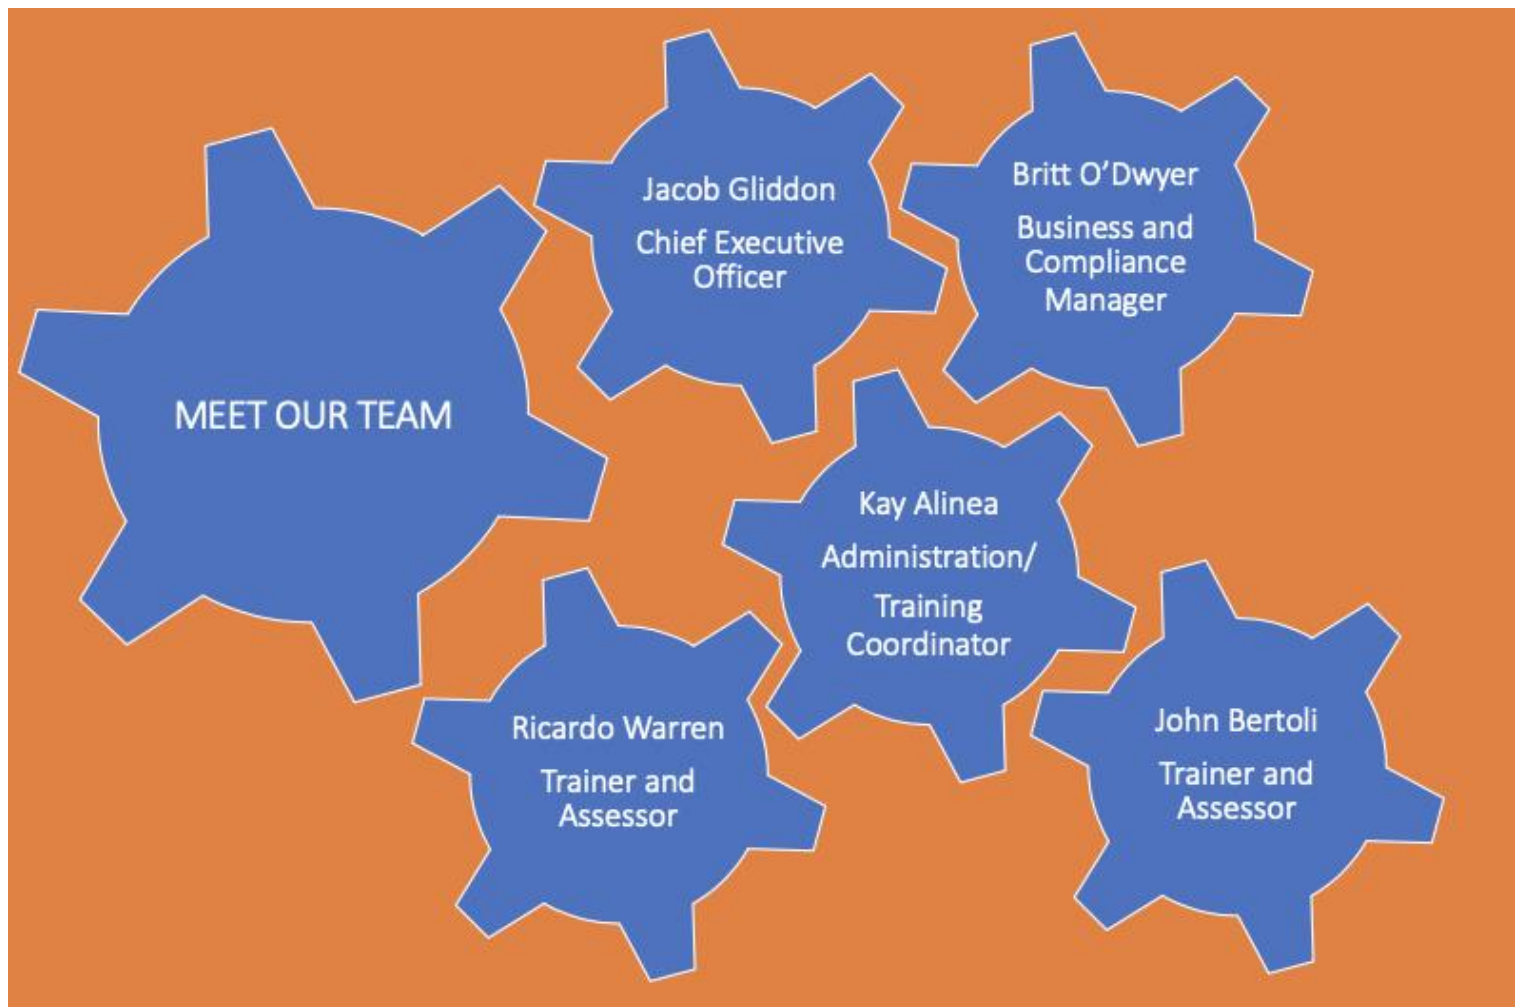 MEET OUR TEAM
Jacob Gliddon
Chief Executive
Officer
Britt O’Dwyer
Business and
Compliance
Manager
Kay Alinea
Administration/
Training
Coordinator
Ricardo Warren
Trainer and
Assessor
John Bertoli
Trainer and
Assessor